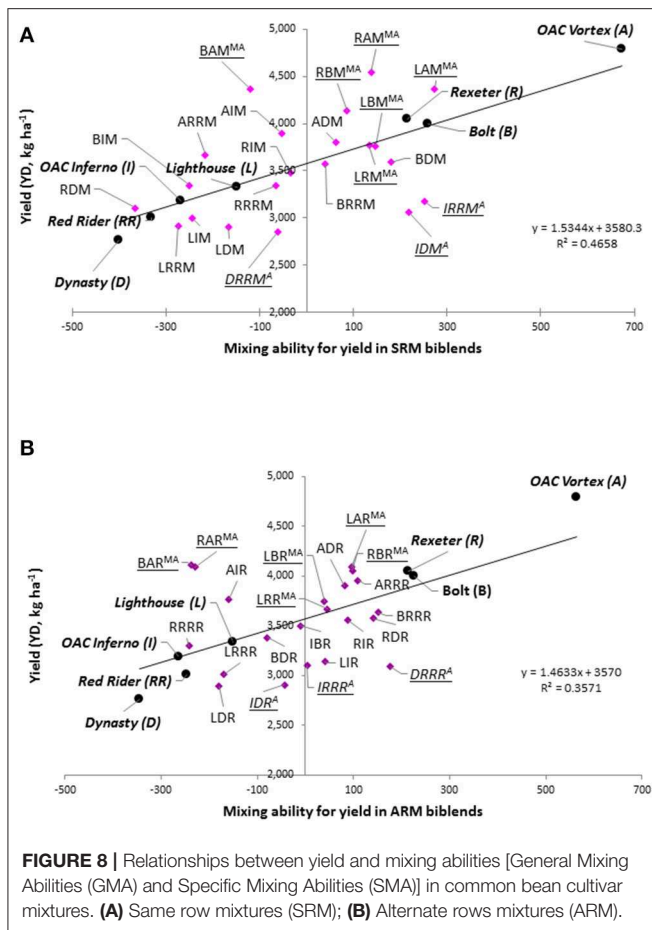 A
5,000
4,500
4,000
3,500
3,000
2,500
2,000
Yield (YD, kg ha⁻¹)
OAC Vortex (A)
RAMᴹᴬ
BAMᴹᴬ
LAMᴹᴬ
RBMᴹᴬ
Rexeter (R)
AIM
LBMᴹᴬ
ADM
ARRM
Bolt (B)
BIM
RIM
OAC Inferno (I)
Lighthouse (L)
BDM
RDM
RRRM
LRMᴹᴬ
BRRM
IRRMᴬ
Red Rider (RR)
LIM
LDM
IDMᴬ
LRRM
DRRMᴬ
Dynasty (D)
y = 1.5344x + 3580.3
R² = 0.4658
-500
-300
-100
100
300
500
700
Mixing ability for yield in SRM biblends
B
5,000
4,500
4,000
3,500
3,000
2,500
2,000
Yield (YD, kg ha⁻¹)
OAC Vortex (A)
LARᴹᴬ
RARᴹᴬ
Rexeter (R)
BARᴹᴬ
LBRᴹᴬ
ADR
RBRᴹᴬ
AIR
ARRR
Bolt (B)
LRRᴹᴬ
Lighthouse (L)
BRRR
RRRR
RDR
OAC Inferno (I)
LRRR
BDR
IBR
RIR
Red Rider (RR)
LIR
DRRRᴬ
IDRᴬ
IRRRᴬ
LDR
Dynasty (D)
y = 1.4633x + 3570
R² = 0.3571
-500
-300
-100
100
300
500
700
Mixing ability for yield in ARM biblends
FIGURE 8 | Relationships between yield and mixing abilities [General Mixing
Abilities (GMA) and Specific Mixing Abilities (SMA)] in common bean cultivar
mixtures. (A) Same row mixtures (SRM); (B) Alternate rows mixtures (ARM).